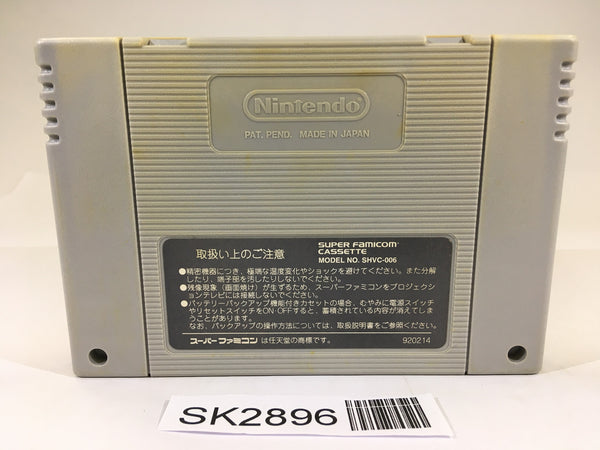 Nintendo
PAT. PEND. MADE IN JAPAN
取扱い上のご注意
SUPER FAMICOM
CASSETTE
MODEL NO. SHVC-006
●精密機器につき、極端な温度変化やショックを避けてください。また分解
したり、端子部を汚したりしないでください。
●残像現象（画面焼け）が生ずるため、スーパーファミコンをプロジェクシ
ョンテレビには接続しないでください。
●バッテリーバックアップ機能付きカセットの場合、むやみに電源スイッチ
やリセットスイッチをON・OFFすると、蓄積されている内容が消えてしま
うことがあります。
なお、バックアップの操作方法については、取扱説明書をご参照ください。
スーパーファミコンは任天堂の商標です。
920214
SK2896